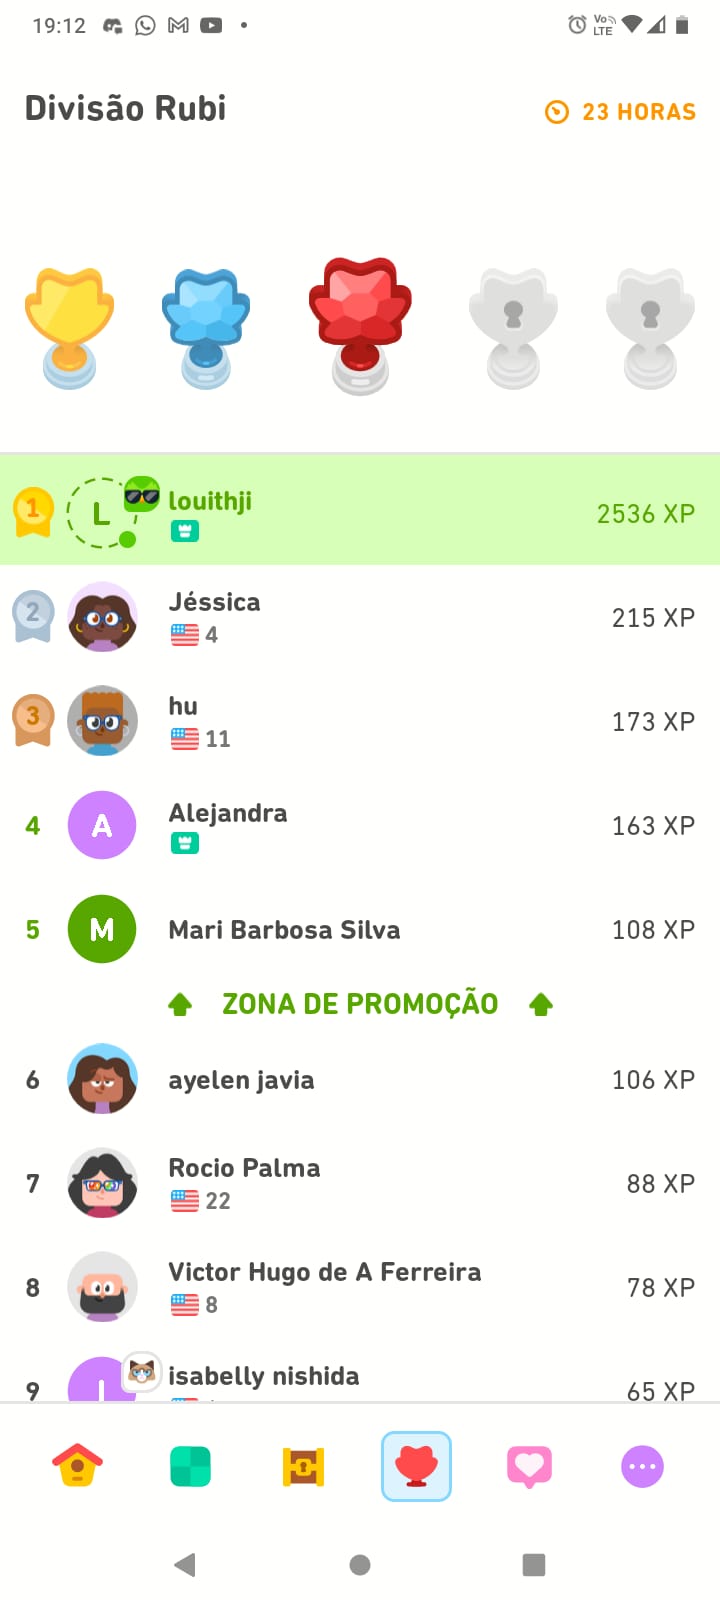 19:12
Vo)) LTE
Divisão Rubi
23 HORAS
1
L
louithji
2536 XP
2
Jéssica
4
215 XP
3
hu
11
173 XP
4
A
Alejandra
163 XP
5
M
Mari Barbosa Silva
108 XP
ZONA DE PROMOÇÃO
6
ayelen javia
106 XP
7
Rocio Palma
22
88 XP
8
Victor Hugo de A Ferreira
8
78 XP
9
I
isabelly nishida
65 XP